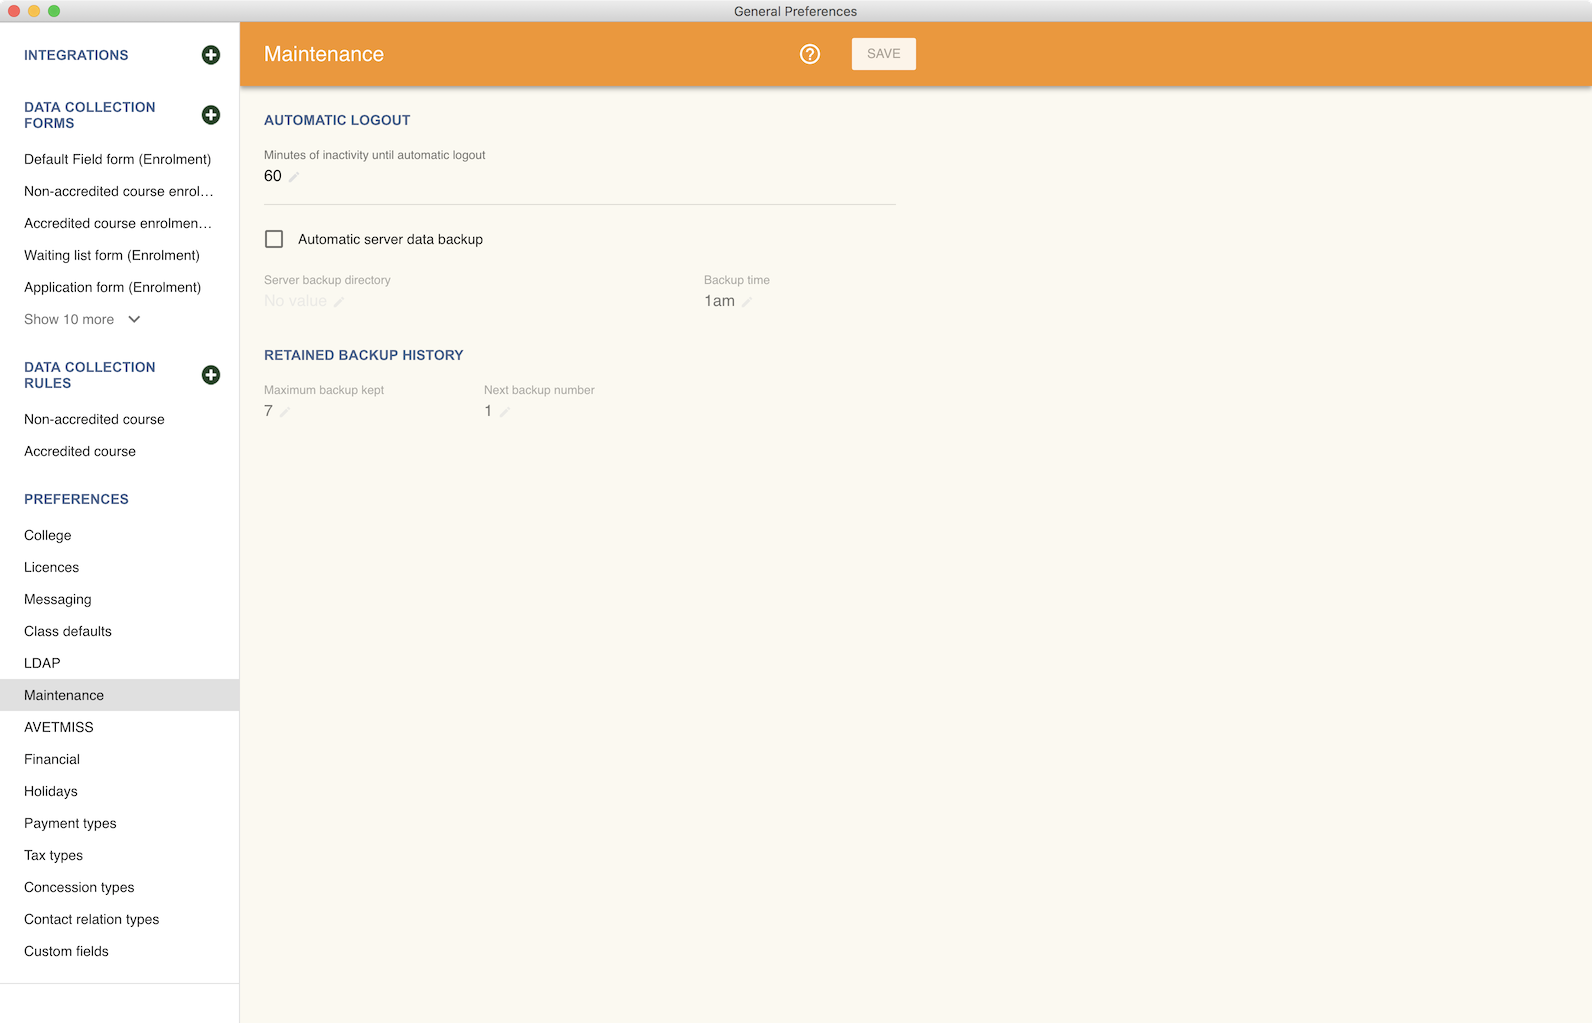 General Preferences
INTEGRATIONS
DATA COLLECTION
FORMS
Default Field form (Enrolment)
Non-accredited course enrol...
Accredited course enrolmen...
Waiting list form (Enrolment)
Application form (Enrolment)
Show 10 more
DATA COLLECTION
RULES
Non-accredited course
Accredited course
PREFERENCES
College
Licences
Messaging
Class defaults
LDAP
Maintenance
AVETMISS
Financial
Holidays
Payment types
Tax types
Concession types
Contact relation types
Custom fields
Maintenance
SAVE
AUTOMATIC LOGOUT
Minutes of inactivity until automatic logout
60
Automatic server data backup
Server backup directory
No value
Backup time
1am
RETAINED BACKUP HISTORY
Maximum backup kept
7
Next backup number
1